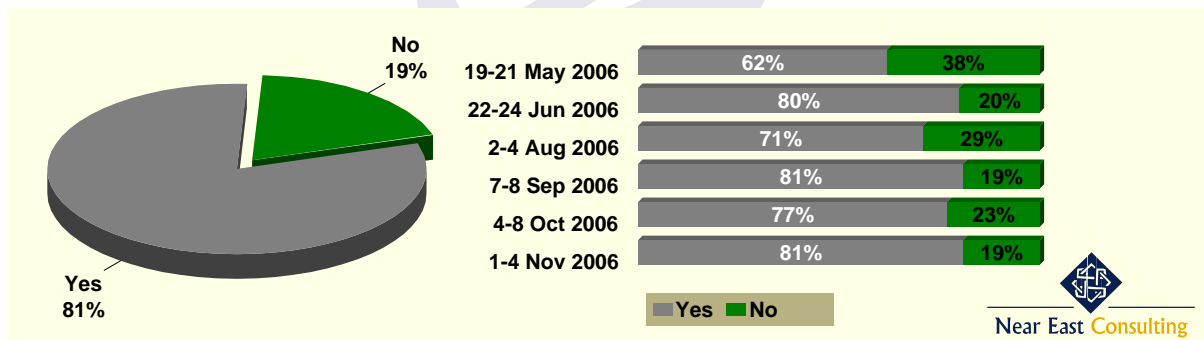 No
19%
Yes
81%
19-21 May 2006 62% 38%
22-24 Jun 2006 80% 20%
2-4 Aug 2006 71% 29%
7-8 Sep 2006 81% 19%
4-8 Oct 2006 77% 23%
1-4 Nov 2006 81% 19%
Yes No
Near East Consulting